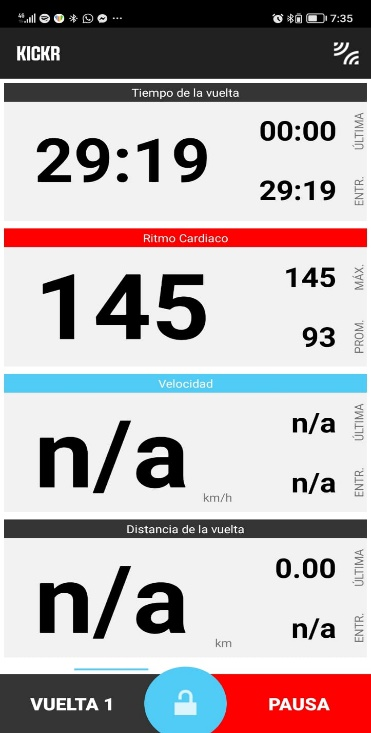 7:35
KICKR
Tiempo de la vuelta
29:19
00:00
ÚLTIMA
29:19
ENTR.
Ritmo Cardiaco
145
145
MÁX.
93
PROM.
Velocidad
n/a
km/h
n/a
ÚLTIMA
n/a
ENTR.
Distancia de la vuelta
n/a
km
0.00
ÚLTIMA
n/a
ENTR.
VUELTA 1
PAUSA